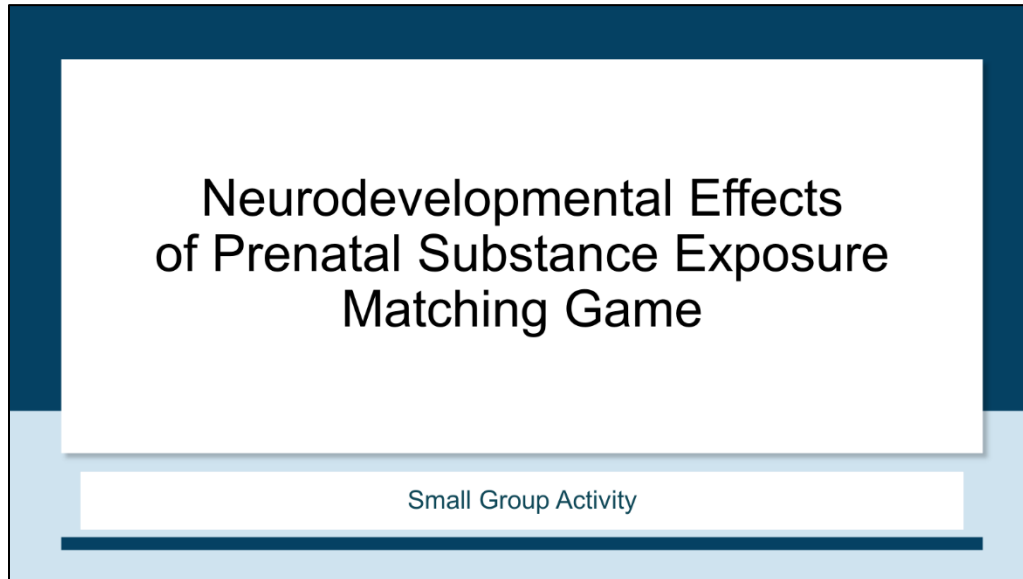 Neurodevelopmental Effects
of Prenatal Substance Exposure
Matching Game
Small Group Activity